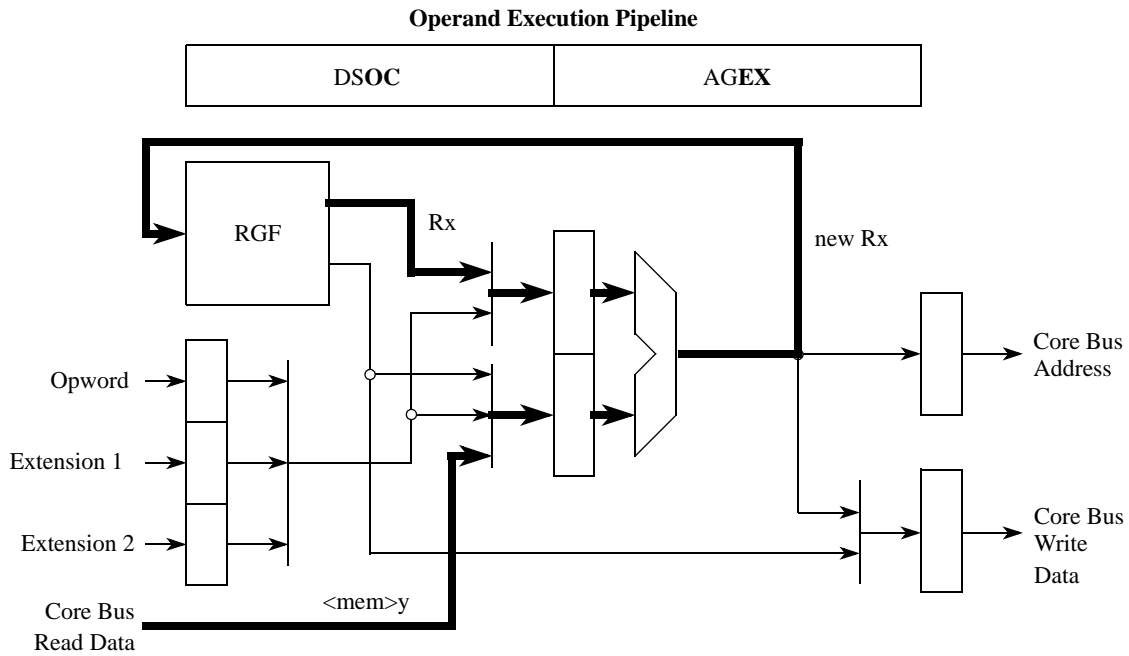 Operand Execution Pipeline
DSOC
AGEX
RGF
Rx
new Rx
Opword
Extension 1
Extension 2
Core Bus
Read Data
<mem>y
Core Bus
Address
Core Bus
Write
Data